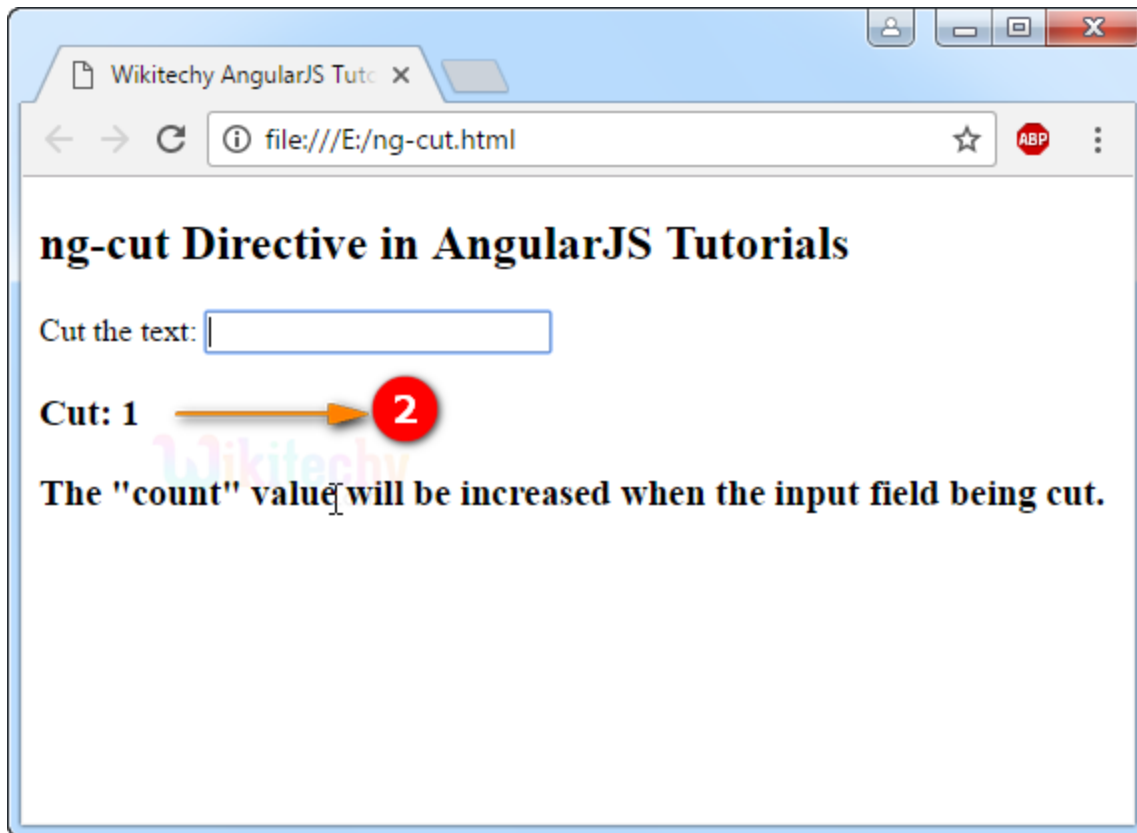 Wikitechy AngularJS Tuto
file:///E:/ng-cut.html
ABP
ng-cut Directive in AngularJS Tutorials
Cut the text:
Cut: 1
2
Wikitechy
The "count" value will be increased when the input field being cut.